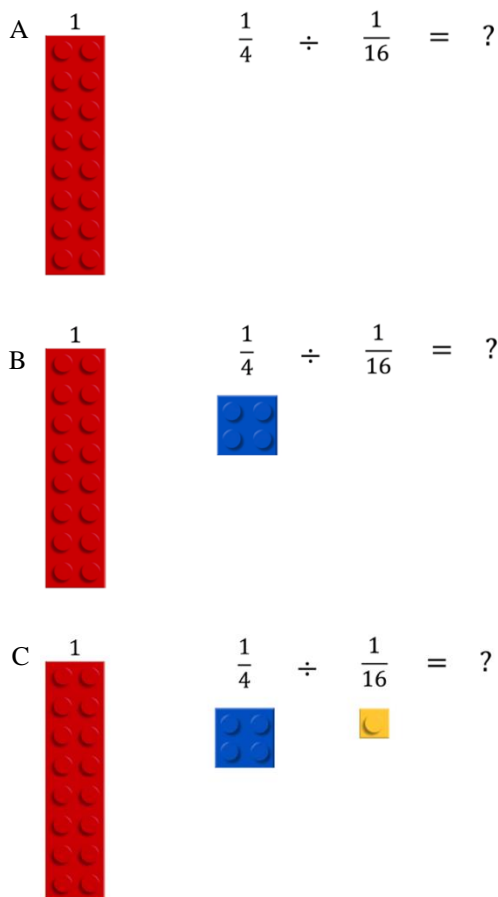 A 1 1/4 ÷ 1/16 = ?
B 1 1/4 ÷ 1/16 = ?
C 1 1/4 ÷ 1/16 = ?